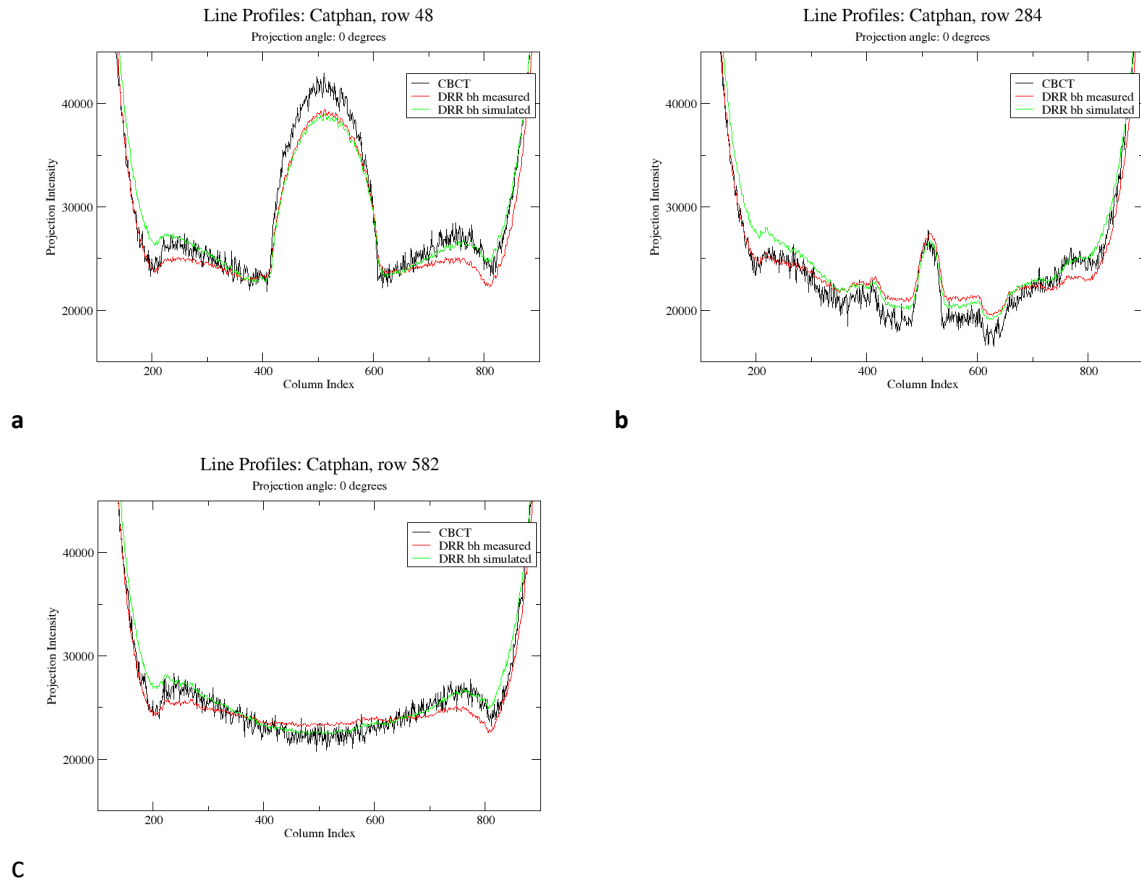 Line Profiles: Catphan, row 48
Projection angle: 0 degrees
CBCT
DRR bh measured
DRR bh simulated
40000
30000
20000
Projection Intensity
200
400
600
800
Column Index
a
Line Profiles: Catphan, row 284
Projection angle: 0 degrees
CBCT
DRR bh measured
DRR bh simulated
40000
30000
20000
Projection Intensity
200
400
600
800
Column Index
b
Line Profiles: Catphan, row 582
Projection angle: 0 degrees
CBCT
DRR bh measured
DRR bh simulated
40000
30000
20000
Projection Intensity
200
400
600
800
Column Index
c